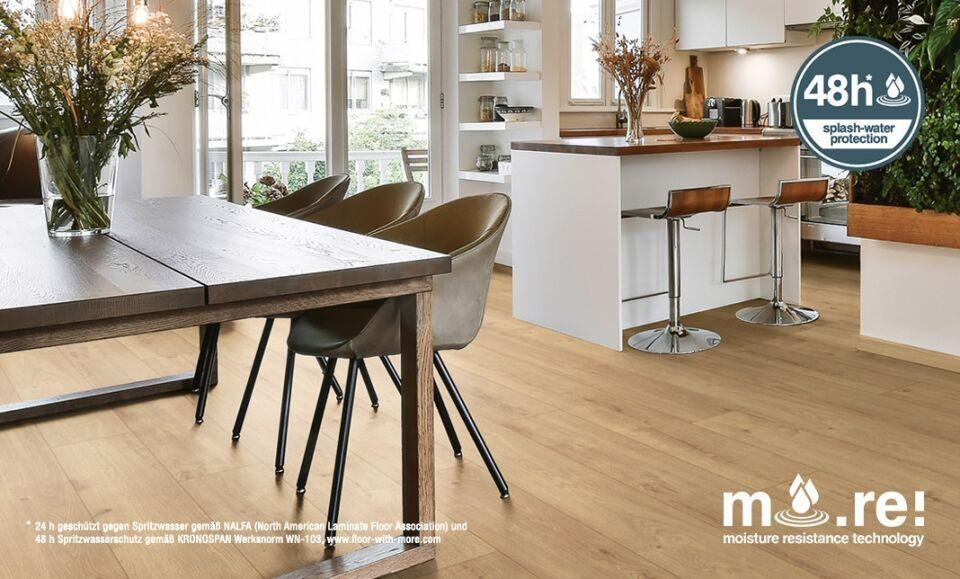 48h*
splash-water
protection
mo.re!
moisture resistance technology
* 24 h geschützt gegen Spritzwasser gemäß NALFA (North American Laminate Floor Association) und
48 h Spritzwasserschutz gemäß KRONOSPAN Werksnorm WN-103, www.floor-with-more.com